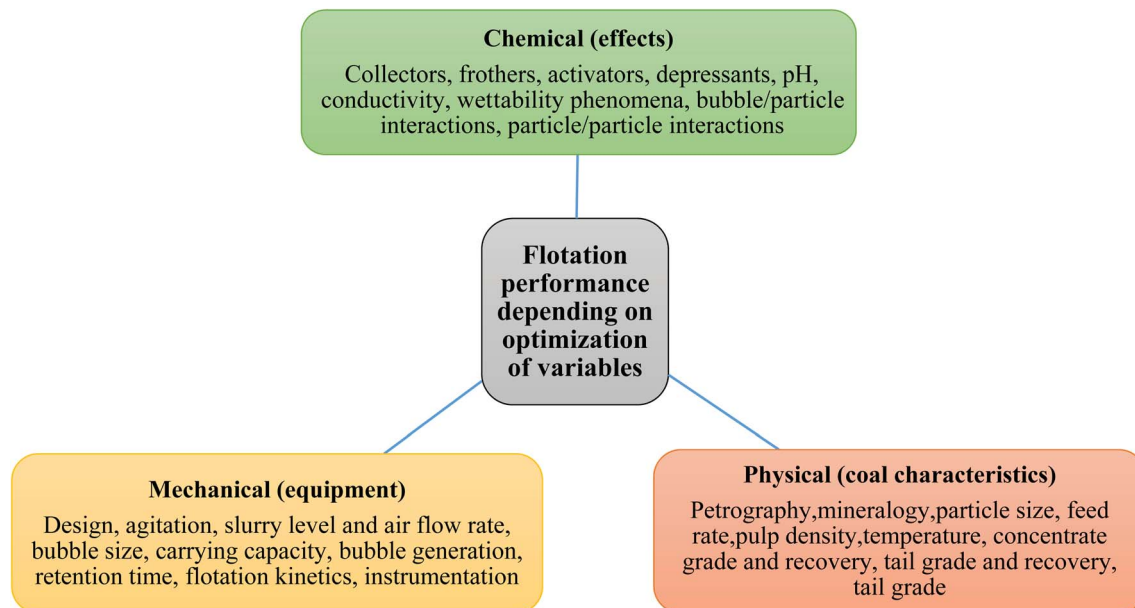 Chemical (effects)
Collectors, frothers, activators, depressants, pH,
conductivity, wettability phenomena, bubble/particle
interactions, particle/particle interactions
Flotation
performance
depending on
optimization
of variables
Mechanical (equipment)
Design, agitation, slurry level and air flow rate,
bubble size, carrying capacity, bubble generation,
retention time, flotation kinetics, instrumentation
Physical (coal characteristics)
Petrography,mineralogy,particle size, feed
rate,pulp density,temperature, concentrate
grade and recovery, tail grade and recovery,
tail grade